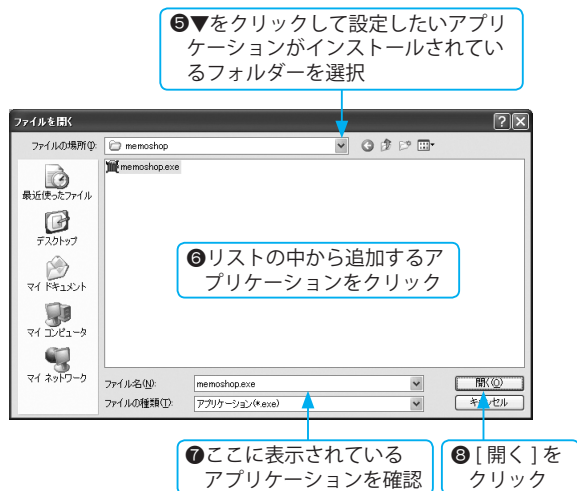 ❺▼をクリックして設定したいアプリ
ケーションがインストールされてい
るフォルダーを選択
ファイルを開く
ファイルの場所(I): memoshop
memoshop.exe
最近使ったファイル
デスクトップ
マイ ドキュメント
マイ コンピュータ
マイ ネットワーク
❻リストの中から追加するア
プリケーションをクリック
ファイル名(N): memoshop.exe 開く(O)
ファイルの種類(T): アプリケーション(*.exe) キャンセル
❼ここに表示されている
アプリケーションを確認
❽[ 開く ] を
クリック